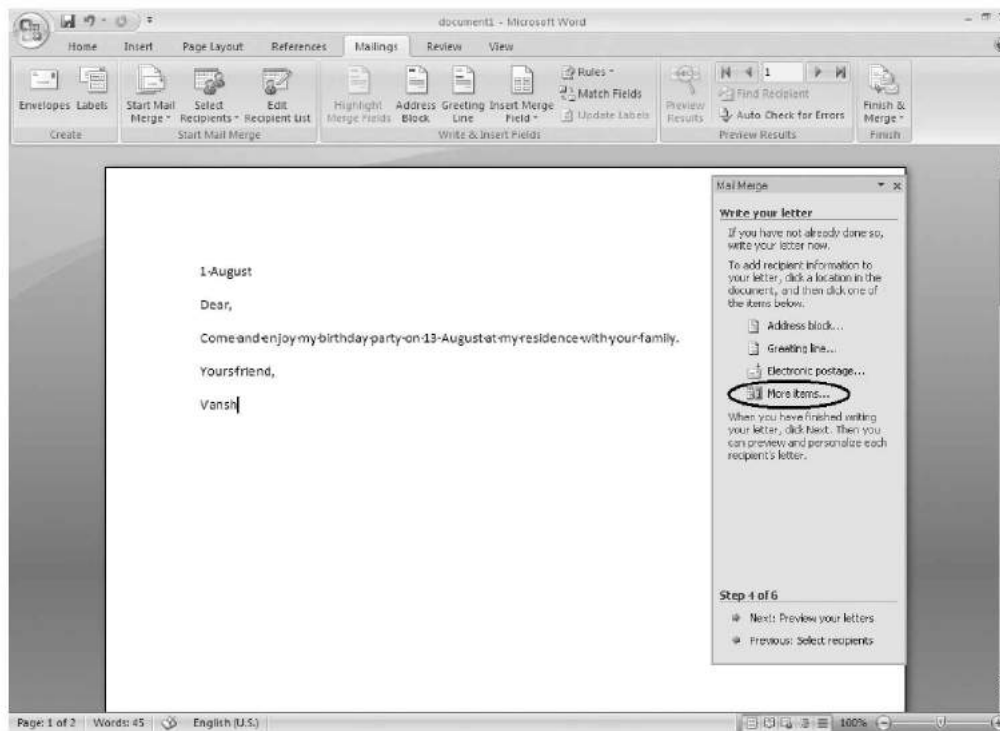 document1 - Microsoft Word
Home Insert Page Layout References Mailings Review View
Envelopes Labels
Create
Start Mail Merge
Select Recipients
Edit Recipient List
Start Mail Merge
Highlight Merge Fields
Address Block
Greeting Line
Insert Merge Field
Rules
Match Fields
Update Labels
Write & Insert Fields
Preview Results
1
Find Recipient
Auto Check for Errors
Preview Results
Finish & Merge
Finish
1-August
Dear,
Come·and·enjoy·my·birthday·party·on·13-August·at·my·residence·with·your·family.
Yoursfriend,
Vansh
Mail Merge
Write your letter
If you have not already done so,
write your letter now.
To add recipient information to
your letter, click a location in the
document, and then click one of
the items below.
Address block...
Greeting line...
Electronic postage...
More items...
When you have finished writing
your letter, click Next. Then you
can preview and personalize each
recipient's letter.
Step 4 of 6
Next: Preview your letters
Previous: Select recipients
Page: 1 of 2 Words: 45 English (U.S.) 100%